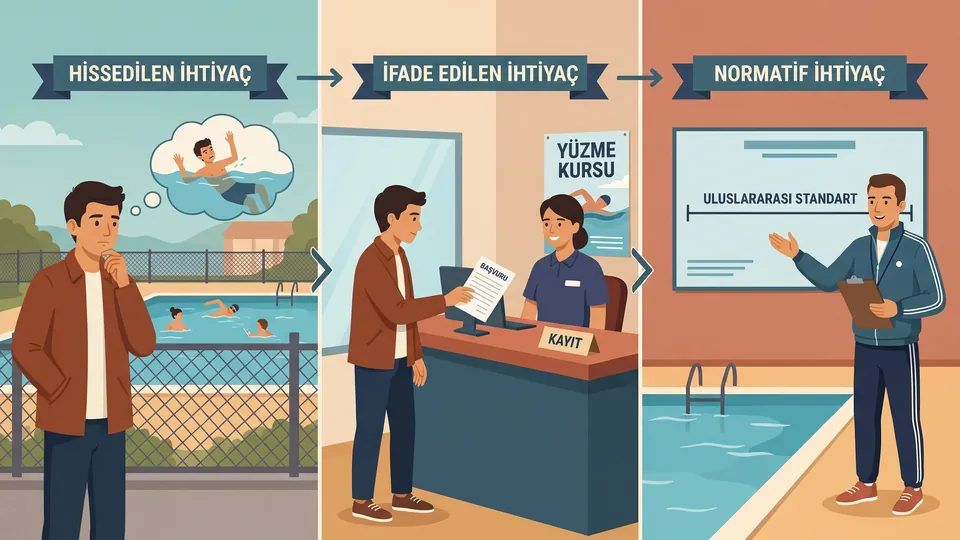 HİSSEDİLEN İHTİYAÇ
İFADE EDİLEN İHTİYAÇ
NORMATİF İHTİYAÇ
YÜZME
KURSU
BAŞVURU
KAYIT
ULUSLARARASI STANDART